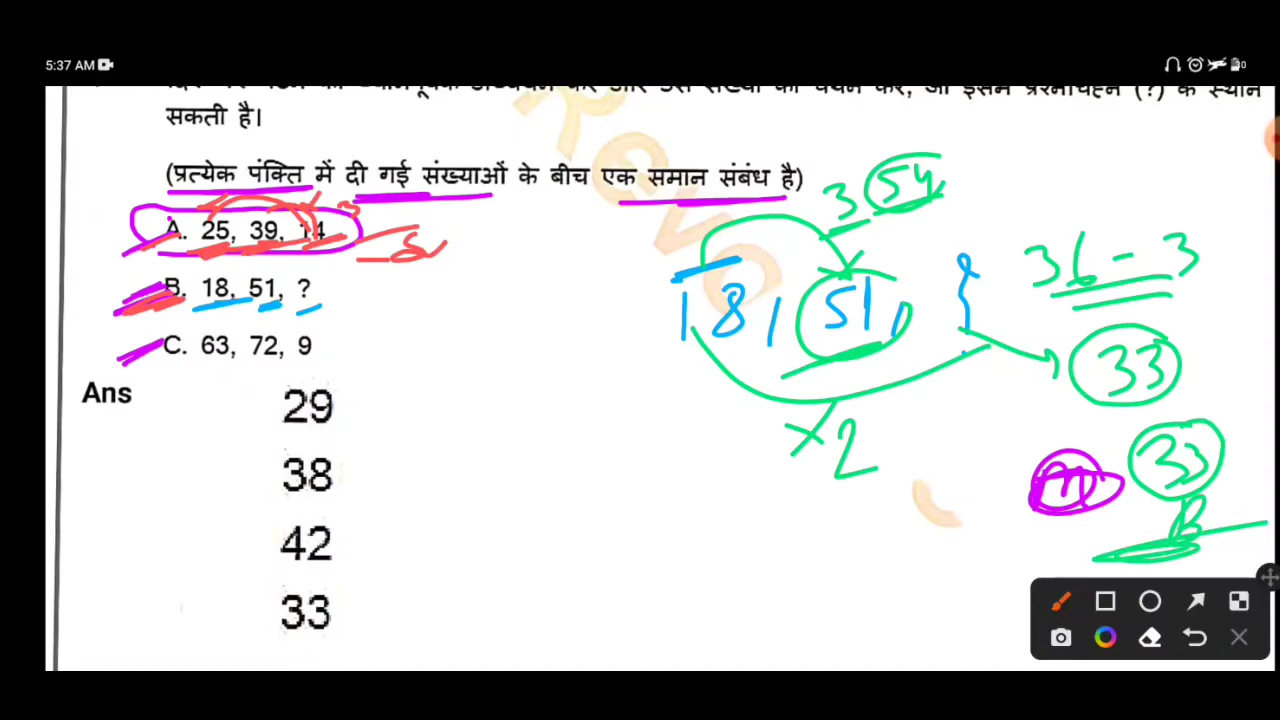 5:37 AM
सकती है।
(प्रत्येक पंक्ति में दी गई संख्याओं के बीच एक समान संबंध है)
A. 25, 39, 14
B. 18, 51, ?
C. 63, 72, 9
Ans
29
38
42
33
3 54
18, 51,
×2
36 - 3
33
33
B
Revo